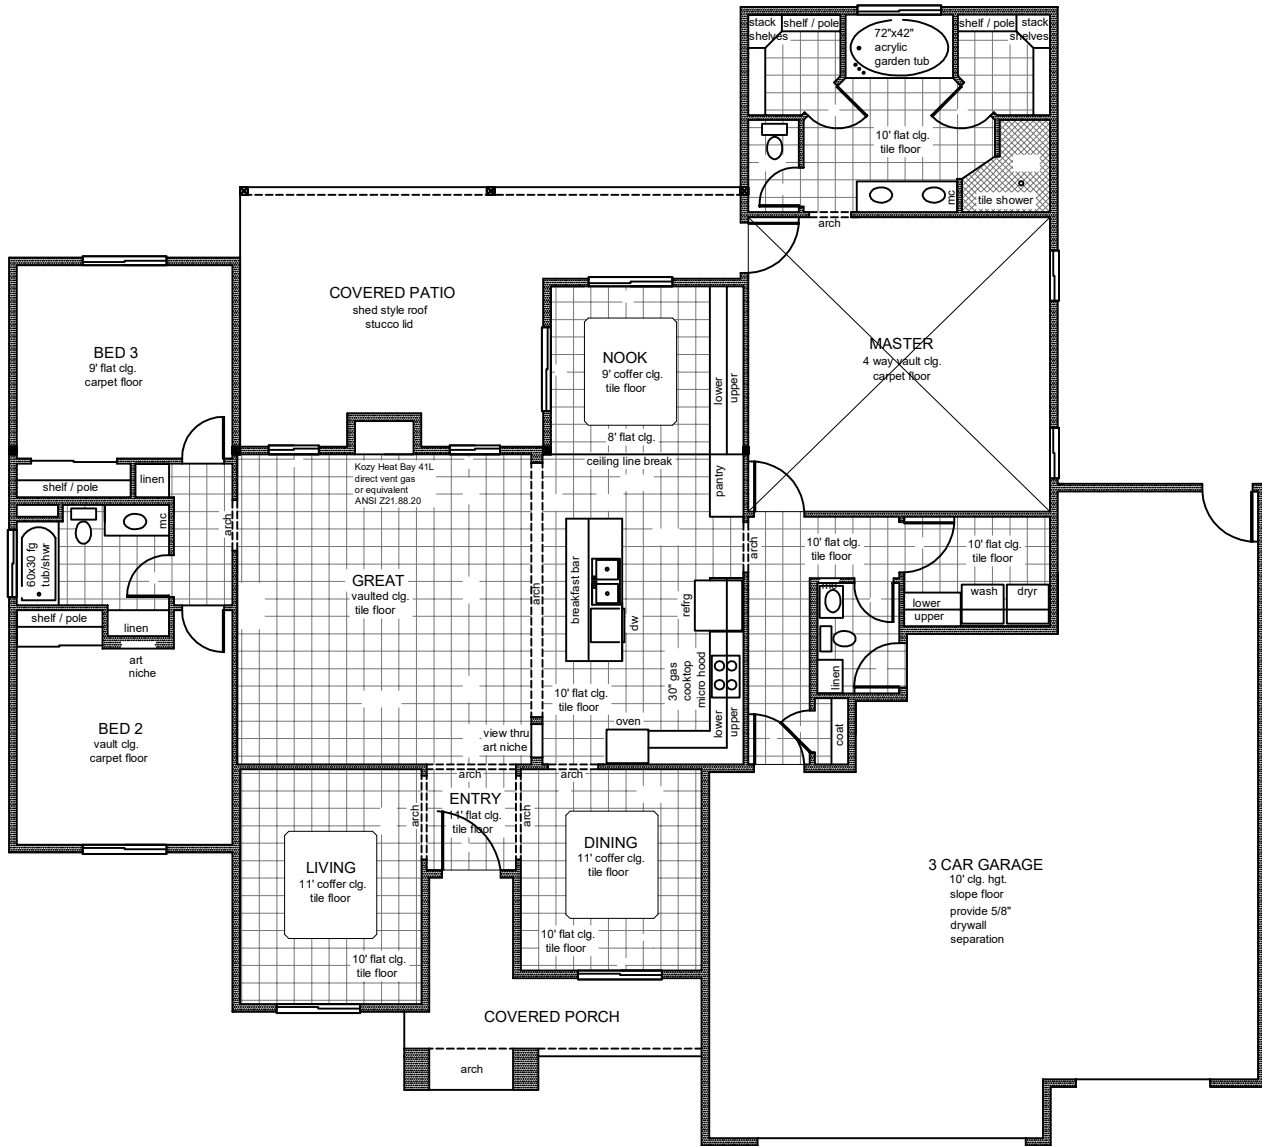 stack
shelves
shelf / pole
72"x42"
acrylic
garden tub
shelf / pole
stack
shelves
10' flat clg.
tile floor
mc
tile shower
arch
COVERED PATIO
shed style roof
stucco lid
BED 3
9' flat clg.
carpet floor
NOOK
9' coffer clg.
tile floor
lower
upper
8' flat clg.
MASTER
4 way vault clg.
carpet floor
ceiling line break
pantry
Kozy Heat Bay 41L
direct vent gas
or equivalent
ANSI Z21.88.20
shelf / pole
linen
mc
arch
60x30 fg
tub/shwr
shelf / pole
linen
art
niche
GREAT
vaulted clg.
tile floor
arch
breakfast bar
dw
refrg
arch
10' flat clg.
tile floor
10' flat clg.
tile floor
wash
dryr
lower
upper
linen
30" gas
cooktop
micro hood
10' flat clg.
tile floor
oven
lower
upper
view thru
art niche
coat
BED 2
vault clg.
carpet floor
arch
arch
ENTRY
11' flat clg.
tile floor
arch
arch
LIVING
11' coffer clg.
tile floor
10' flat clg.
tile floor
DINING
11' coffer clg.
tile floor
10' flat clg.
tile floor
3 CAR GARAGE
10' clg. hgt.
slope floor
provide 5/8"
drywall
separation
COVERED PORCH
arch